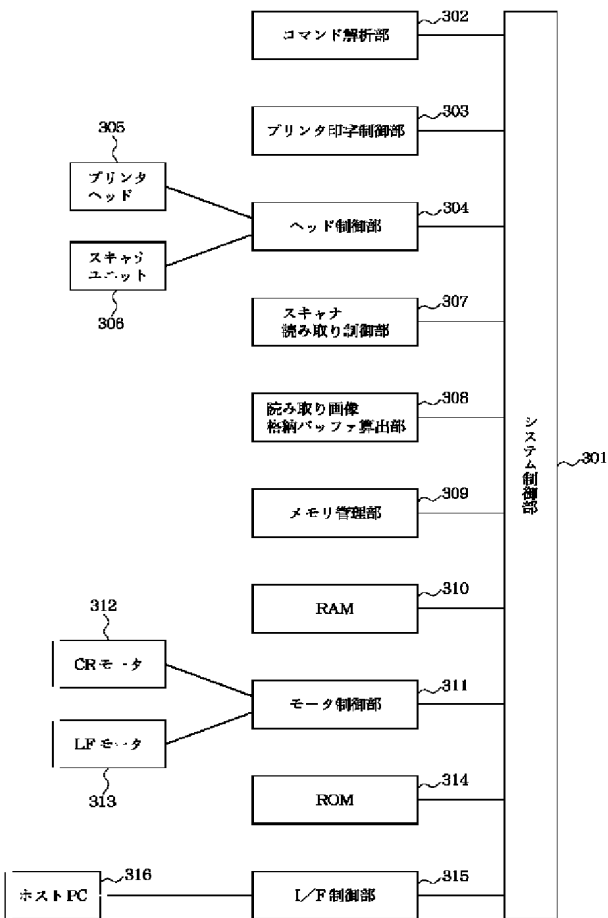 302
コマンド解析部
303
プリンタ印字制御部
305
プリンタ
ヘッド
304
ヘッド制御部
スキャナ
ユニット
306
307
スキャナ
読み取り制御部
308
読み取り画像
格納バッファ算出部
システム制御部
301
309
メモリ管理部
310
RAM
312
CRモータ
311
モータ制御部
LFモータ
313
314
ROM
316
ホストPC
315
I/F制御部